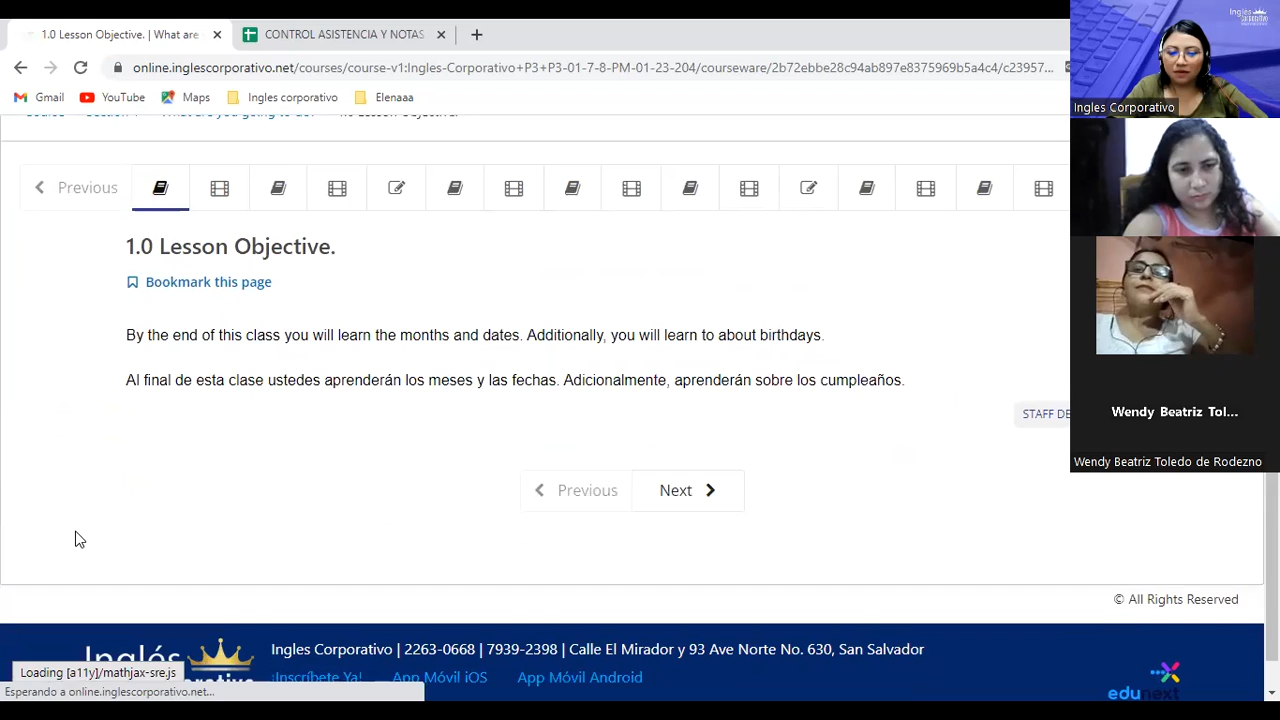 1.0 Lesson Objective. | What are
CONTROL ASISTENCIA Y NOTAS
online.inglescorporativo.net/courses/course-v1:Ingles-Corporativo+P3+P3-01-7-8-PM-01-23-204/courseware/2b72ebbe28c94ab897e8375969b5a4c4/c23957...
Gmail
YouTube
Maps
Ingles corporativo
Elenaaa
Previous
1.0 Lesson Objective.
Bookmark this page
By the end of this class you will learn the months and dates. Additionally, you will learn to about birthdays.
Al final de esta clase ustedes aprenderán los meses y las fechas. Adicionalmente, aprenderán sobre los cumpleaños.
STAFF DE
Previous
Next
© All Rights Reserved
Inglés
Ingles Corporativo | 2263-0668 | 7939-2398 | Calle El Mirador y 93 Ave Norte No. 630, San Salvador
¡Inscríbete Ya!
App Móvil iOS
App Móvil Android
edunext
Loading [a11y]/mathjax-sre.js
Esperando a online.inglescorporativo.net...
Ingles Corporativo
Wendy Beatriz Tol...
Wendy Beatriz Toledo de Rodezno